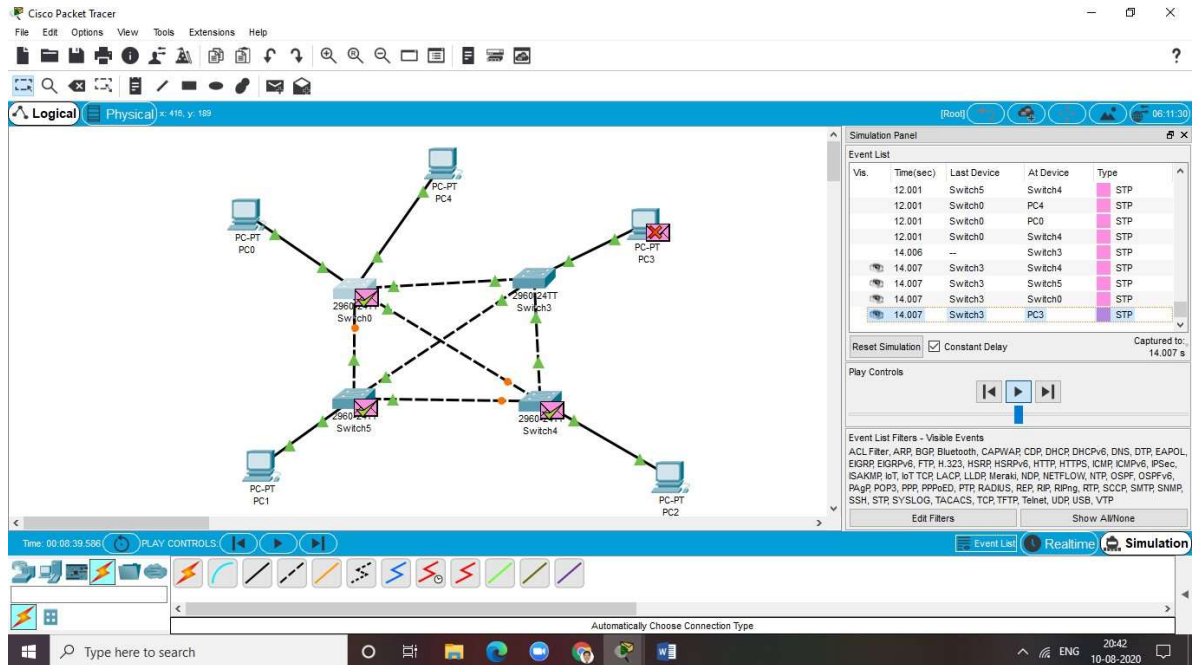 Cisco Packet Tracer
File Edit Options View Tools Extensions Help
?
Logical Physical x: 416, y: 189 [Root] 06:11:30
PC-PT
PC4
PC-PT
PC0
PC-PT
PC3
2960-24TT
Switch0
2960-24TT
Switch3
2960-24TT
Switch5
2960-24TT
Switch4
PC-PT
PC1
PC-PT
PC2
Simulation Panel
Event List
Vis. Time(sec) Last Device At Device Type
12.001 Switch5 Switch4 STP
12.001 Switch0 PC4 STP
12.001 Switch0 PC0 STP
12.001 Switch0 Switch4 STP
14.006 -- Switch3 STP
14.007 Switch3 Switch4 STP
14.007 Switch3 Switch5 STP
14.007 Switch3 Switch0 STP
14.007 Switch3 PC3 STP
Reset Simulation Constant Delay Captured to:
14.007 s
Play Controls
Event List Filters - Visible Events
ACL Filter, ARP, BGP, Bluetooth, CAPWAP, CDP, DHCP, DHCPv6, DNS, DTP, EAPOL,
EIGRP, EIGRPv6, FTP, H.323, HSRP, HSRPv6, HTTP, HTTPS, ICMP, ICMPv6, IPSec,
ISAKMP, IoT, IoT TCP, LACP, LLDP, Meraki, NDP, NETFLOW, NTP, OSPF, OSPFv6,
PAgP, POP3, PPP, PPPoED, PTP, RADIUS, REP, RIP, RIPng, RTP, SCCP, SMTP, SNMP,
SSH, STP, SYSLOG, TACACS, TCP, TFTP, Telnet, UDP, USB, VTP
Edit Filters Show All/None
Time: 00:08:39.586 PLAY CONTROLS: Event List Realtime Simulation
Automatically Choose Connection Type
Type here to search
ENG
20:42
10-08-2020